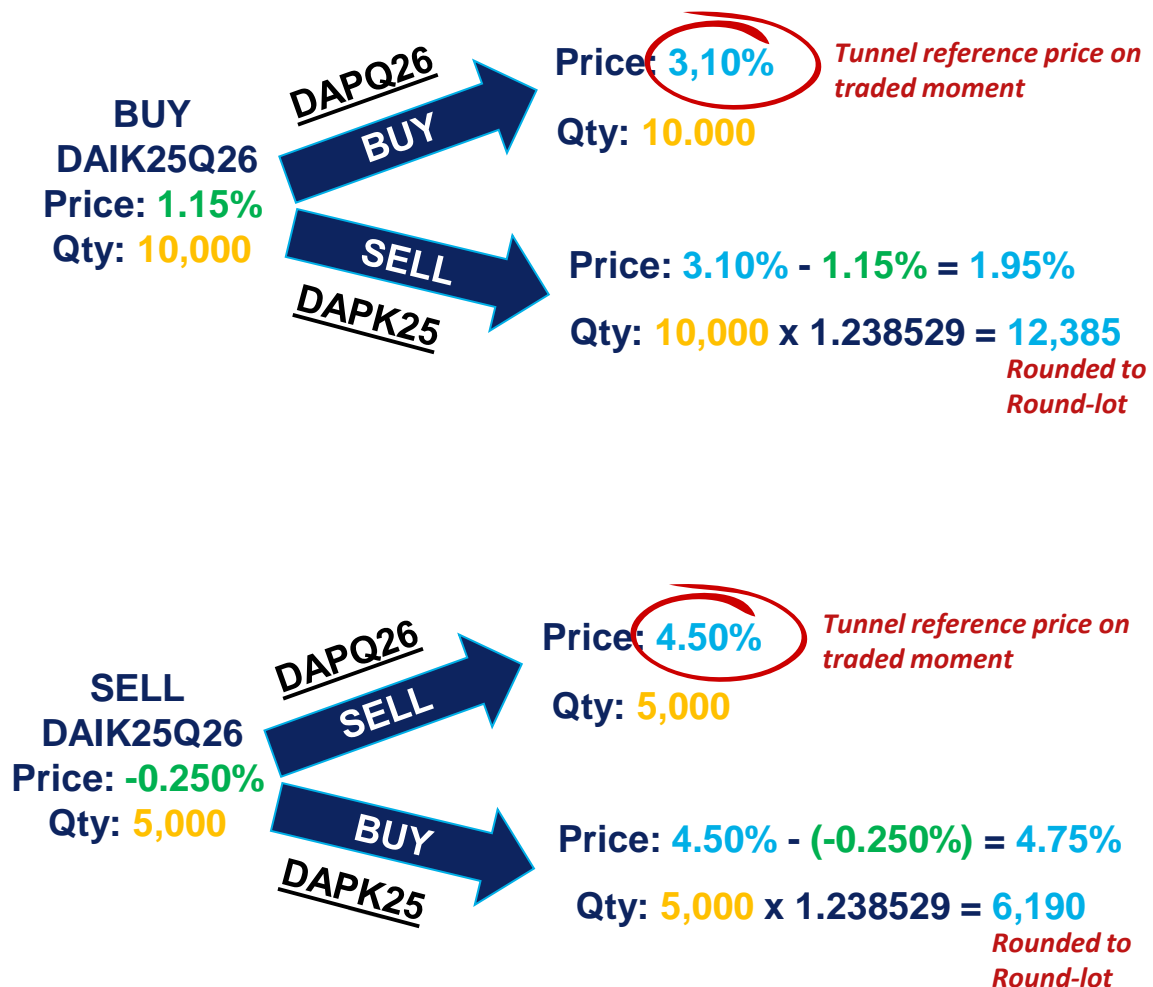 BUY
DAIK25Q26
Price: 1.15%
Qty: 10,000
DAPQ26
BUY
Price: 3,10%
Qty: 10.000
Tunnel reference price on
traded moment
SELL
DAPK25
Price: 3.10% - 1.15% = 1.95%
Qty: 10,000 x 1.238529 = 12,385
Rounded to
Round-lot
SELL
DAIK25Q26
Price: -0.250%
Qty: 5,000
DAPQ26
SELL
Price: 4.50%
Qty: 5,000
Tunnel reference price on
traded moment
BUY
DAPK25
Price: 4.50% - (-0.250%) = 4.75%
Qty: 5,000 x 1.238529 = 6,190
Rounded to
Round-lot